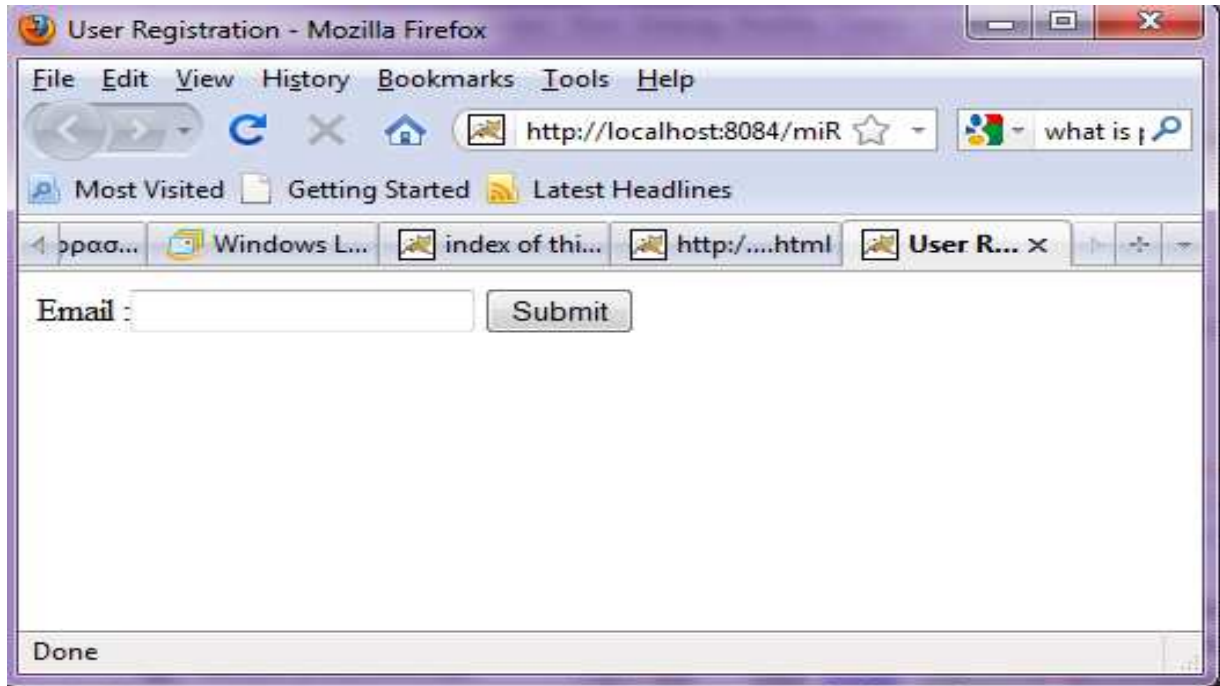 User Registration - Mozilla Firefox
File Edit View History Bookmarks Tools Help
http://localhost:8084/miR what is
Most Visited Getting Started Latest Headlines
ορασ... Windows L... index of thi... http:/....html User R...
Email : Submit
Done